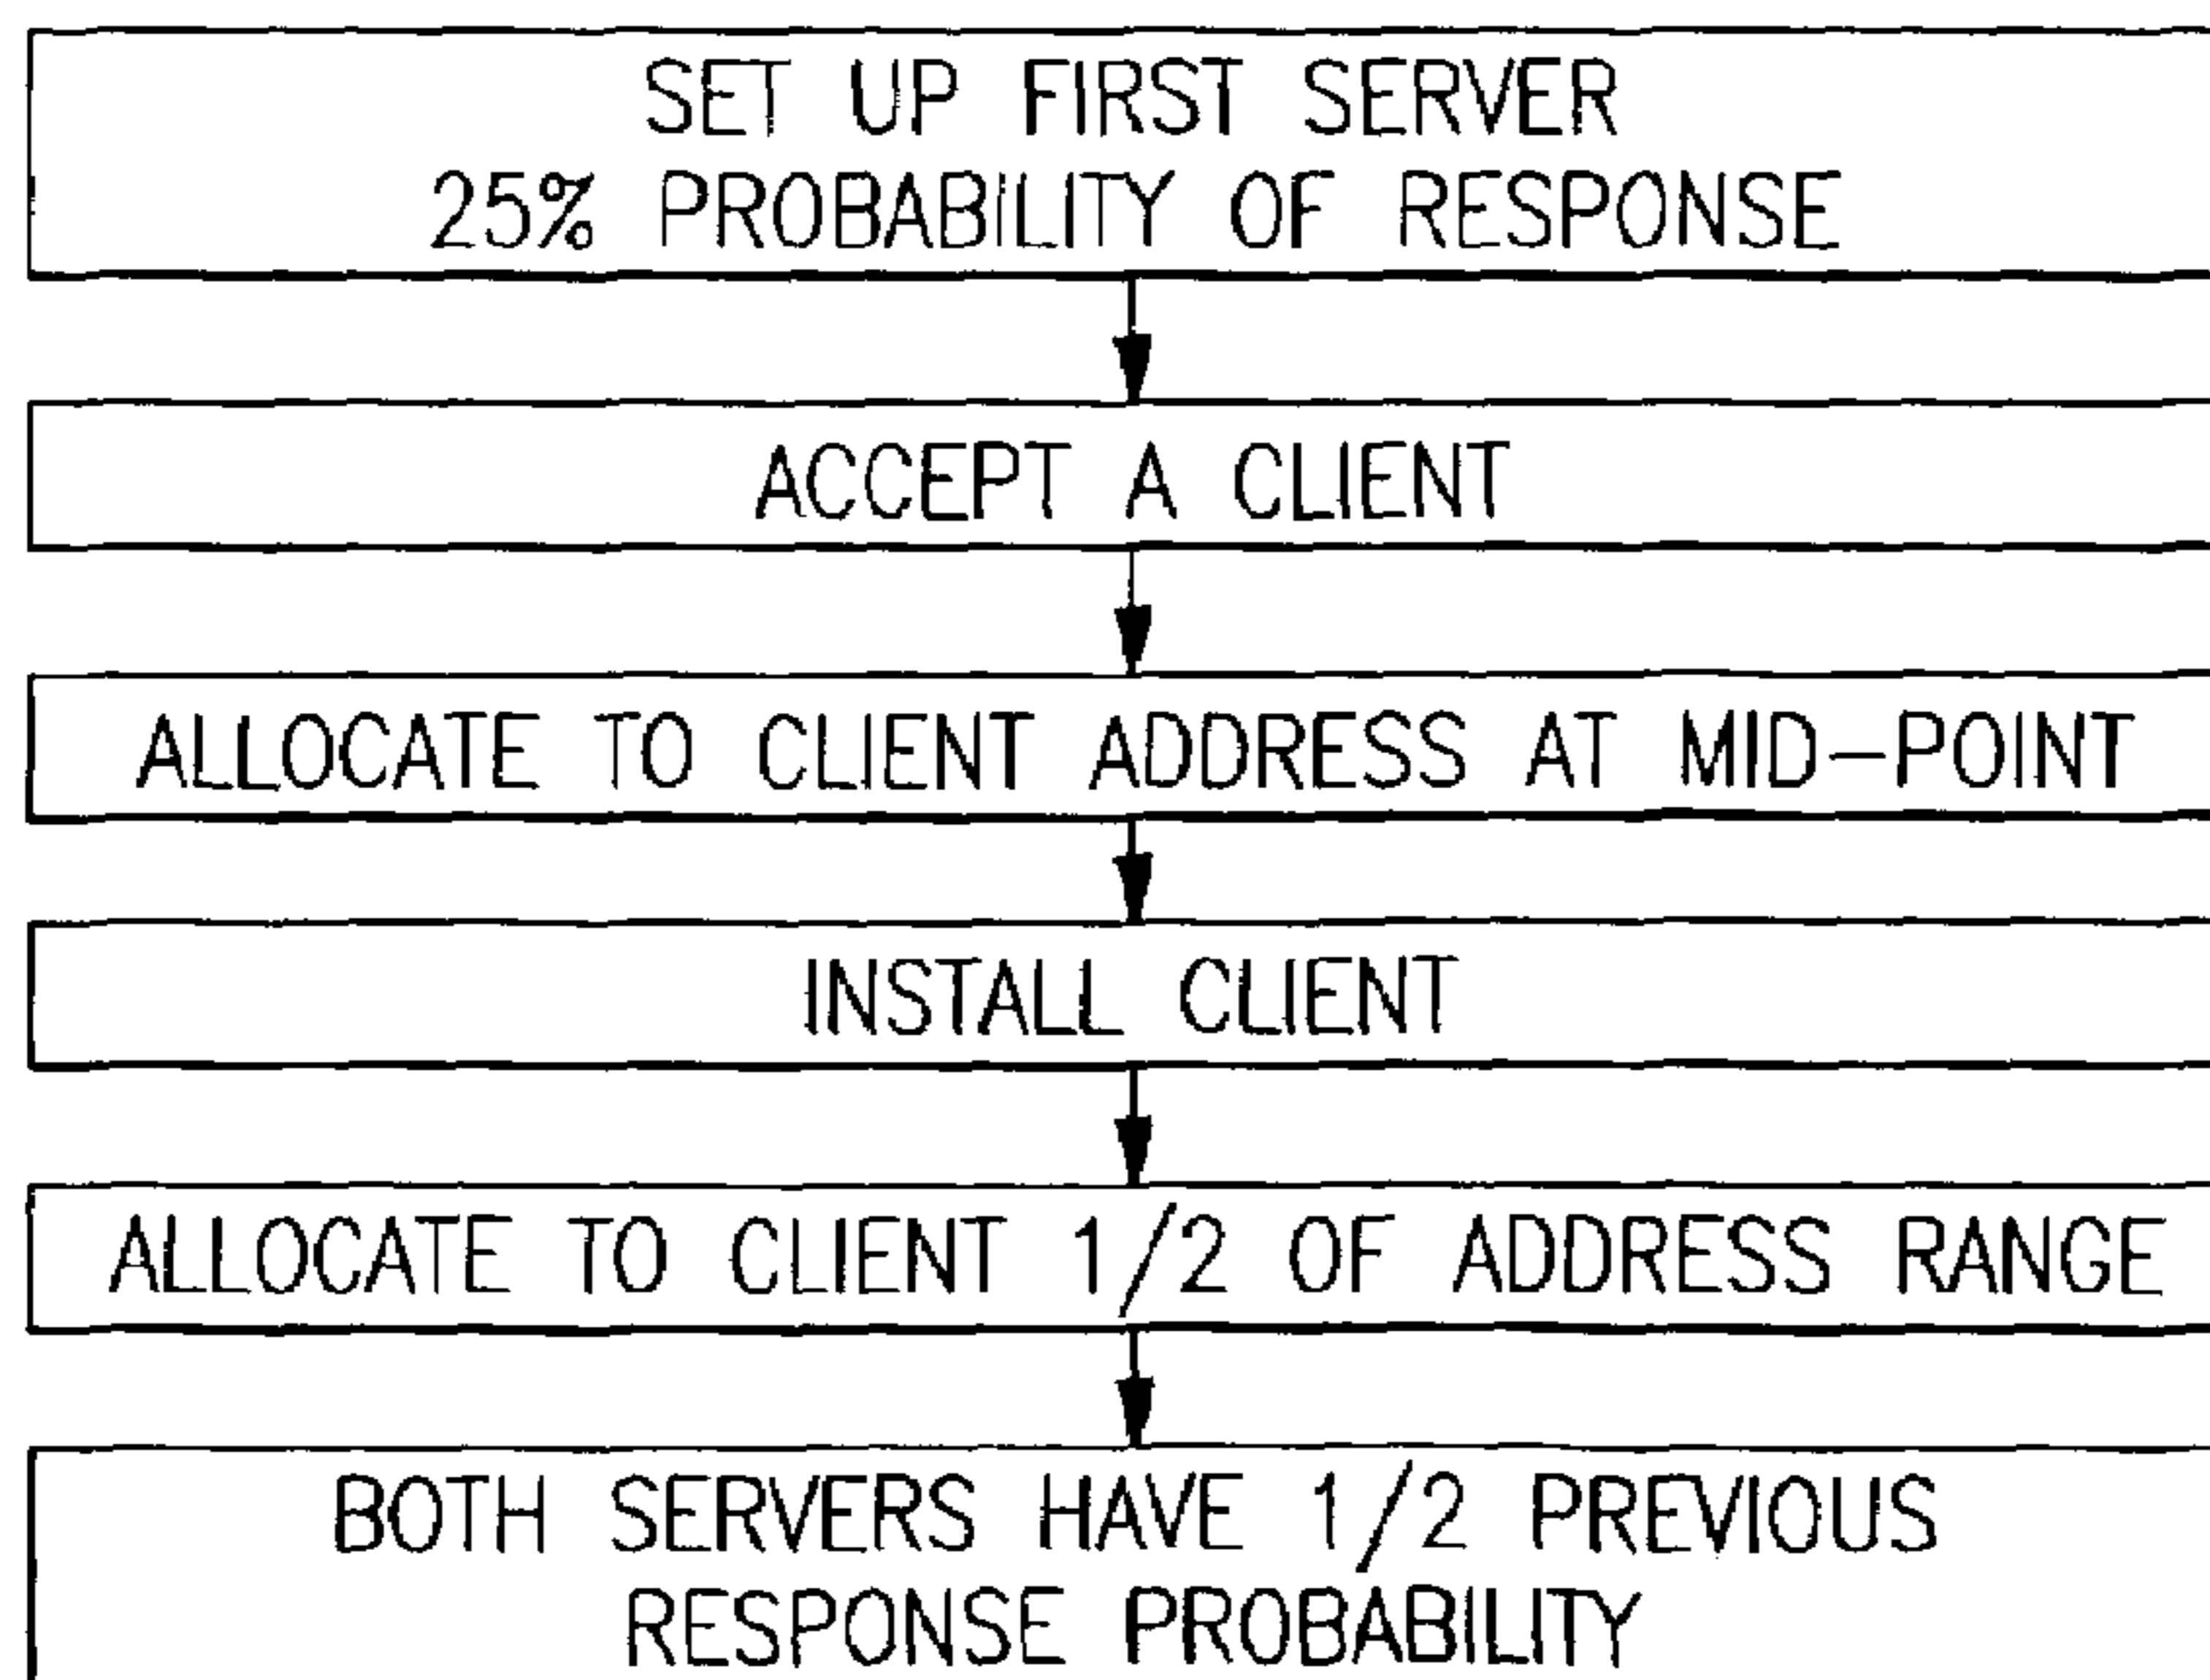 SET UP FIRST SERVER
25% PROBABILITY OF RESPONSE
ACCEPT A CLIENT
ALLOCATE TO CLIENT ADDRESS AT MID-POINT
INSTALL CLIENT
ALLOCATE TO CLIENT 1/2 OF ADDRESS RANGE
BOTH SERVERS HAVE 1/2 PREVIOUS
RESPONSE PROBABILITY